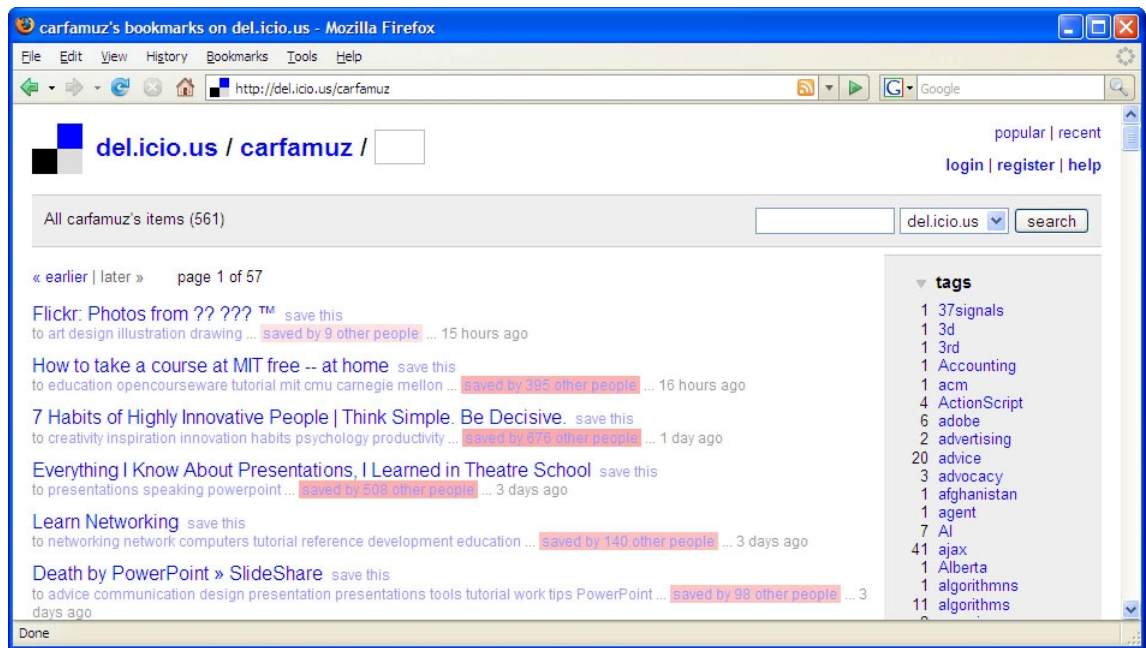 carfamuz's bookmarks on del.icio.us - Mozilla Firefox
File Edit View History Bookmarks Tools Help
http://del.icio.us/carfamuz
G Google
del.icio.us / carfamuz /
popular | recent
login | register | help
All carfamuz's items (561)
del.icio.us search
« earlier | later » page 1 of 57
Flickr: Photos from ?? ??? ™ save this
to art design illustration drawing ... saved by 9 other people ... 15 hours ago
How to take a course at MIT free -- at home save this
to education opencourseware tutorial mit cmu carnegie mellon ... saved by 395 other people ... 16 hours ago
7 Habits of Highly Innovative People | Think Simple. Be Decisive. save this
to creativity inspiration innovation habits psychology productivity ... saved by 676 other people ... 1 day ago
Everything I Know About Presentations, I Learned in Theatre School save this
to presentations speaking powerpoint ... saved by 508 other people ... 3 days ago
Learn Networking save this
to networking network computers tutorial reference development education ... saved by 140 other people ... 3 days ago
Death by PowerPoint » SlideShare save this
to advice communication design presentation presentations tools tutorial work tips PowerPoint ... saved by 98 other people ... 3
days ago
tags
1 37signals
1 3d
1 3rd
1 Accounting
1 acm
4 ActionScript
6 adobe
2 advertising
20 advice
3 advocacy
1 afghanistan
1 agent
7 AI
41 ajax
1 Alberta
1 algorithmns
11 algorithms
Done